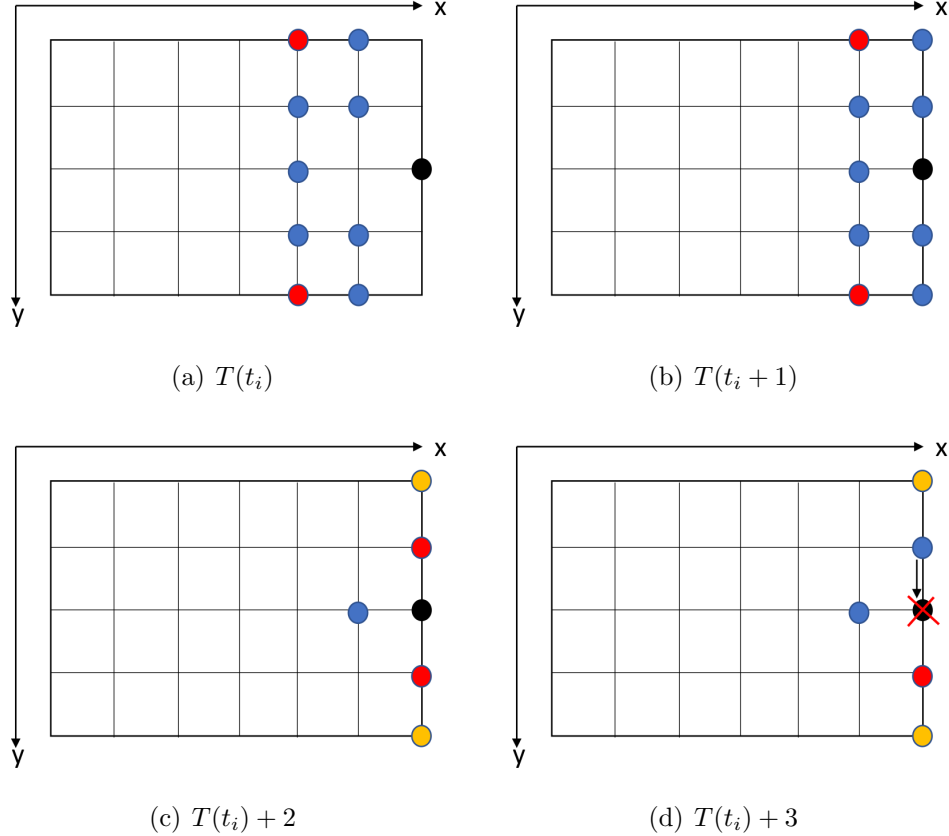 x
x
y
y
(a) $T(t_i)$
(b) $T(t_i + 1)$
x
x
y
y
(c) $T(t_i) + 2$
(d) $T(t_i) + 3$